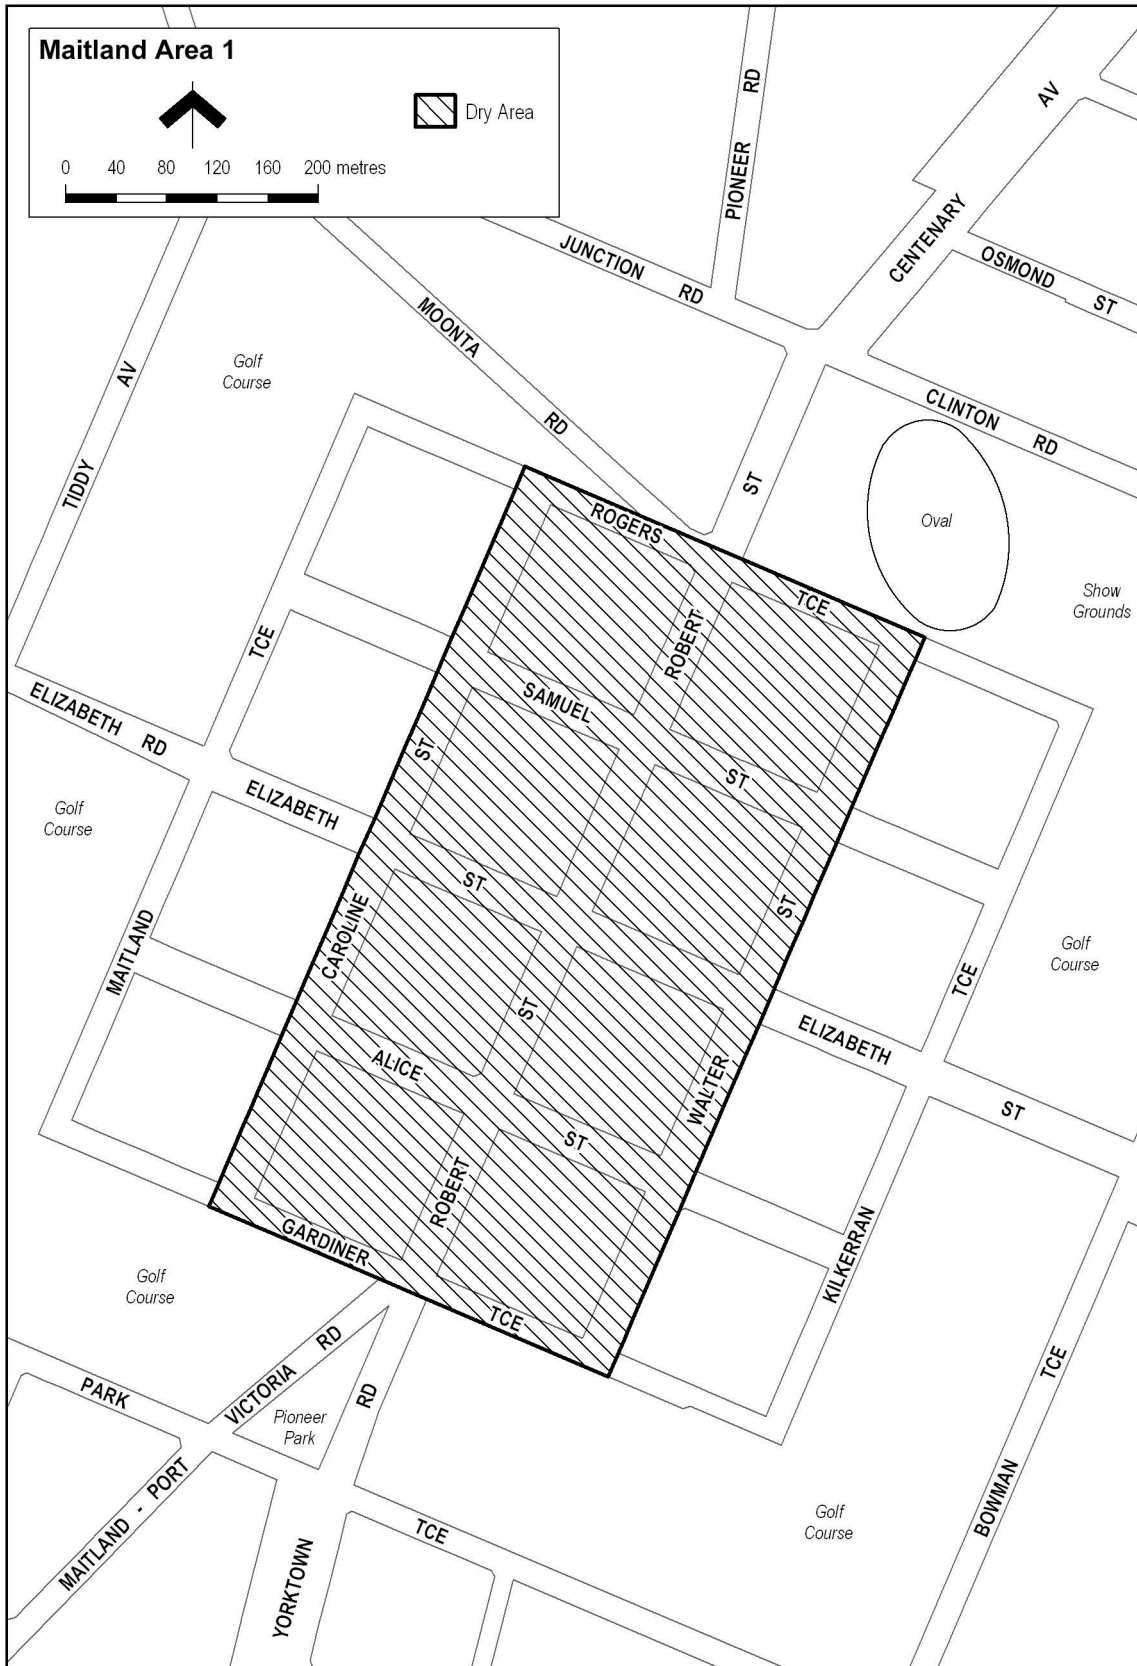 Maitland Area 1
Dry Area
0 40 80 120 160 200 metres
PIONEER RD
AV
CENTENARY
OSMOND ST
JUNCTION RD
MOONTA RD
Golf
Course
TIDDY AV
CLINTON RD
ST
Oval
Show
Grounds
ROGERS TCE
ROBERT
TCE
SAMUEL ST
ST
ELIZABETH RD
ELIZABETH ST
Golf
Course
CAROLINE
MAITLAND
ST
ST
WALTER
TCE
Golf
Course
ELIZABETH ST
ALICE ST
ROBERT
KILKERRAN
GARDINER TCE
Golf
Course
VICTORIA RD
RD
Pioneer
Park
PARK TCE
MAITLAND - PORT
YORKTOWN
Golf
Course
BOWMAN TCE